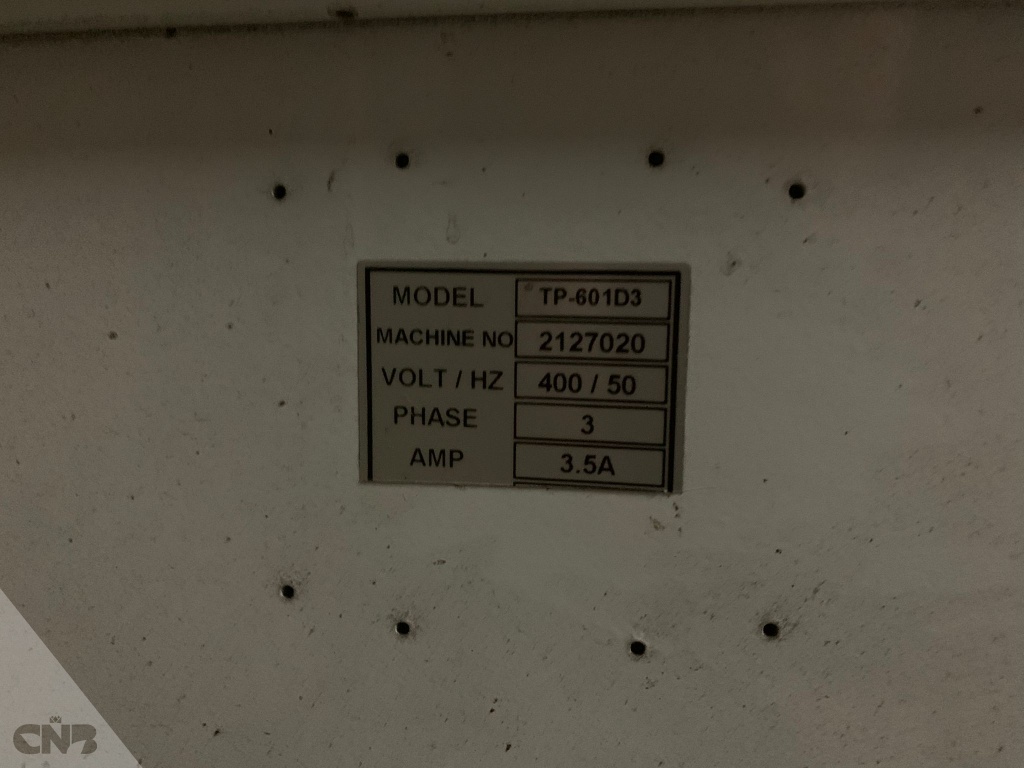 MODEL TP-601D3
MACHINE NO 2127020
VOLT / HZ 400 / 50
PHASE 3
AMP 3.5A
CNB